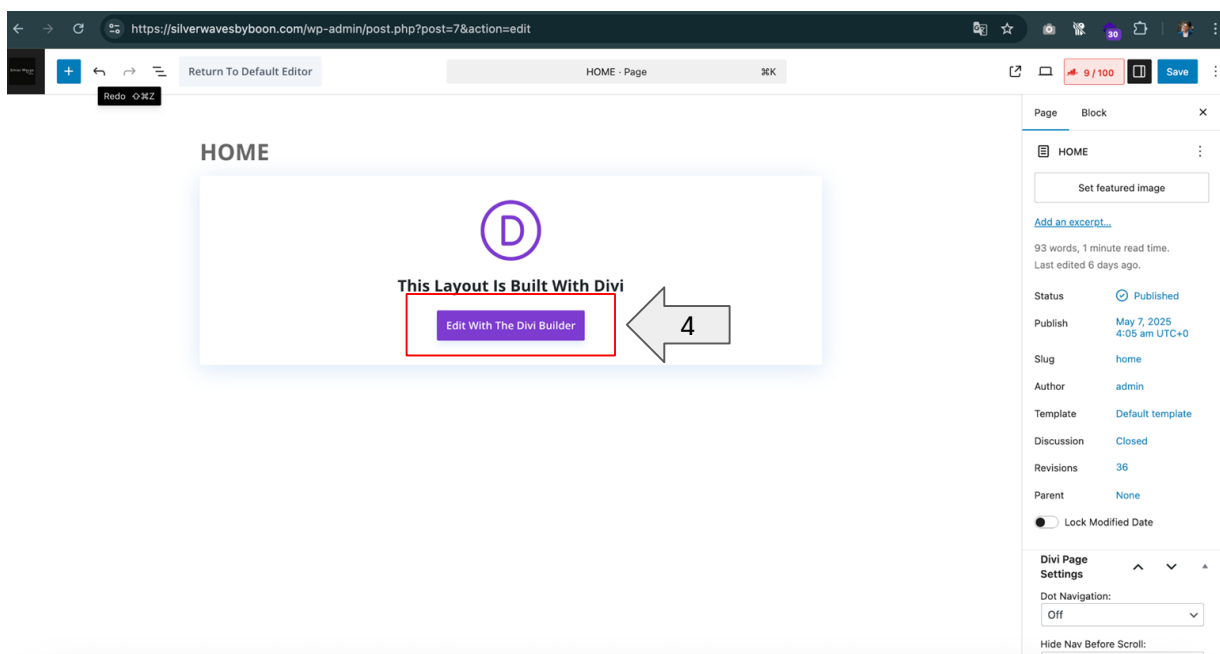 https://silverwavesbyboon.com/wp-admin/post.php?post=7&action=edit
30
Return To Default Editor
HOME · Page
⌘K
9 / 100
Save
Redo ⇧⌘Z
Page
Block
HOME
HOME
Set featured image
Add an excerpt...
93 words, 1 minute read time.
Last edited 6 days ago.
D
This Layout Is Built With Divi
Edit With The Divi Builder
4
Status
Published
Publish
May 7, 2025
4:05 am UTC+0
Slug
home
Author
admin
Template
Default template
Discussion
Closed
Revisions
36
Parent
None
Lock Modified Date
Divi Page
Settings
Dot Navigation:
Off
Hide Nav Before Scroll: